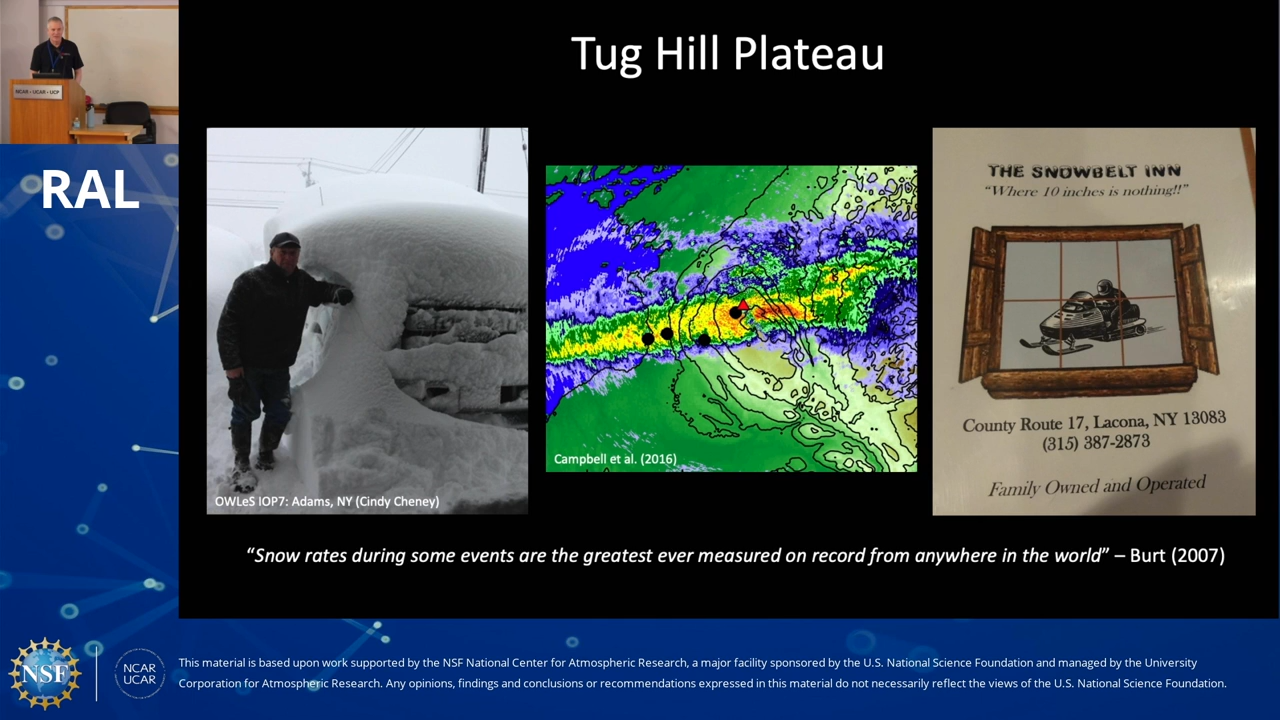 Tug Hill Plateau
NCAR • UCAR • UCP
RAL
OWLeS IOP7: Adams, NY (Cindy Cheney)
Campbell et al. (2016)
THE SNOWBELT INN
"Where 10 inches is nothing!!"
County Route 17, Lacona, NY 13083
(315) 387-2873
Family Owned and Operated
“Snow rates during some events are the greatest ever measured on record from anywhere in the world” – Burt (2007)
NSF
NCAR
UCAR
This material is based upon work supported by the NSF National Center for Atmospheric Research, a major facility sponsored by the U.S. National Science Foundation and managed by the University
Corporation for Atmospheric Research. Any opinions, findings and conclusions or recommendations expressed in this material do not necessarily reflect the views of the U.S. National Science Foundation.